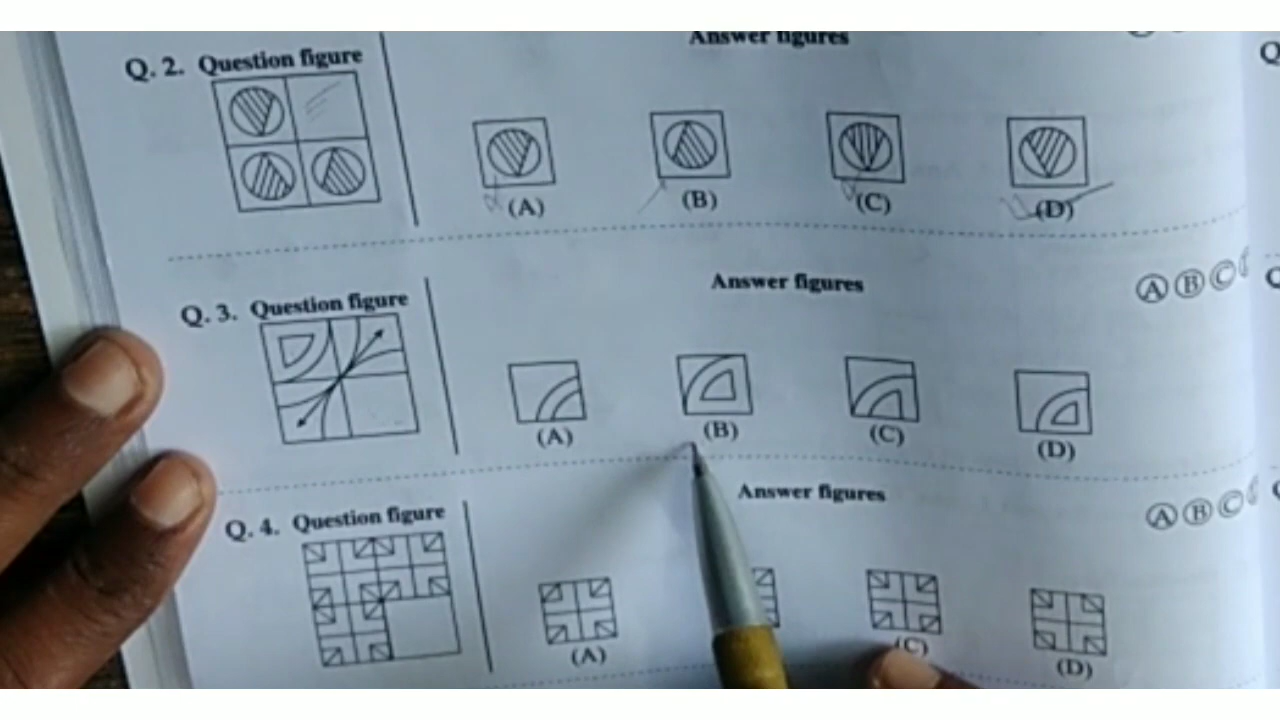 Answer figures
Q. 2. Question figure
(A) (B) (C) (D)
Q. 3. Question figure
Answer figures
A B C
(A) (B) (C) (D)
Q. 4. Question figure
Answer figures
A B C
(A) (C) (D)